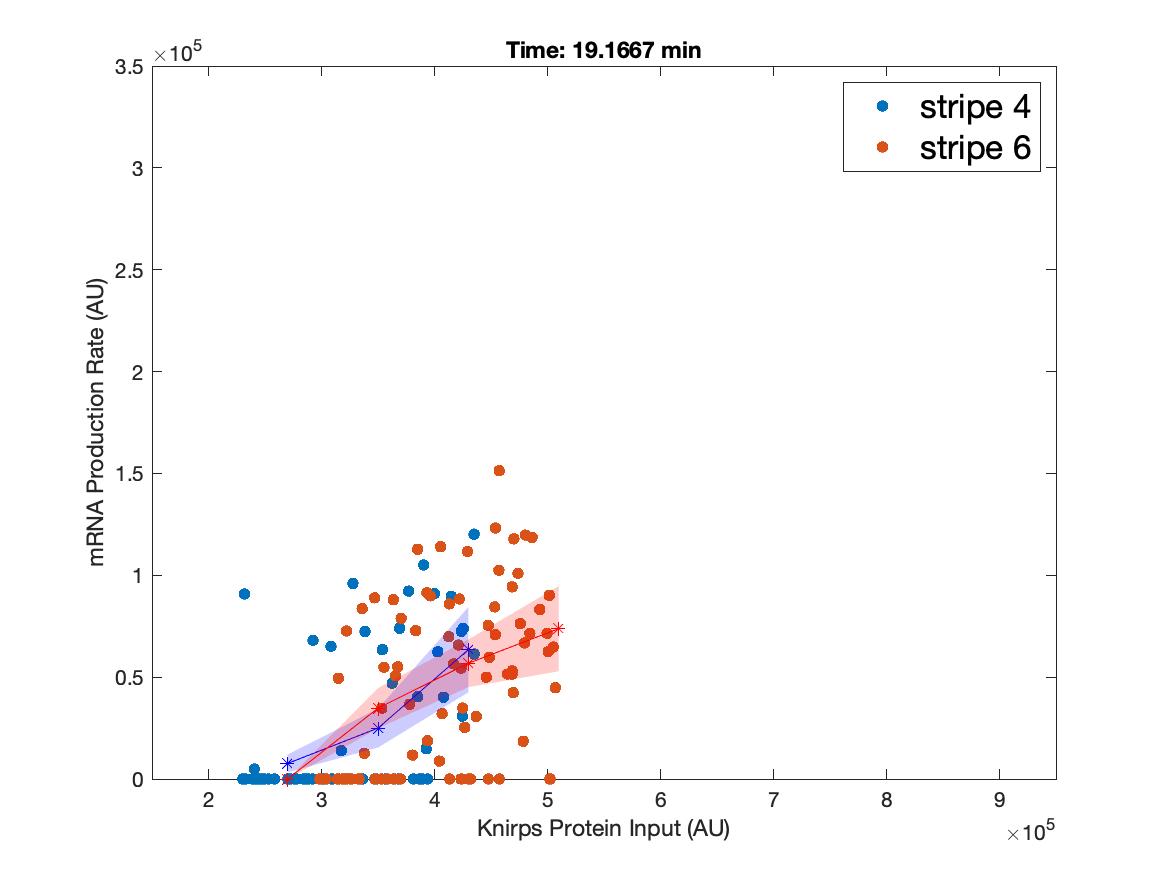 Time: 19.1667 min
×10^5
3.5
3
2.5
2
1.5
1
0.5
0
mRNA Production Rate (AU)
stripe 4
stripe 6
2 3 4 5 6 7 8 9
Knirps Protein Input (AU)
×10^5